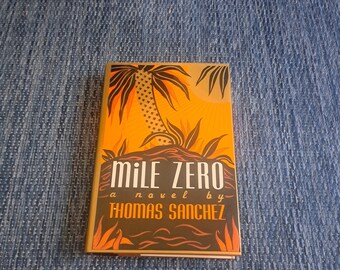 MiLE ZERO
a novel by
THOMAS SANCHEZ